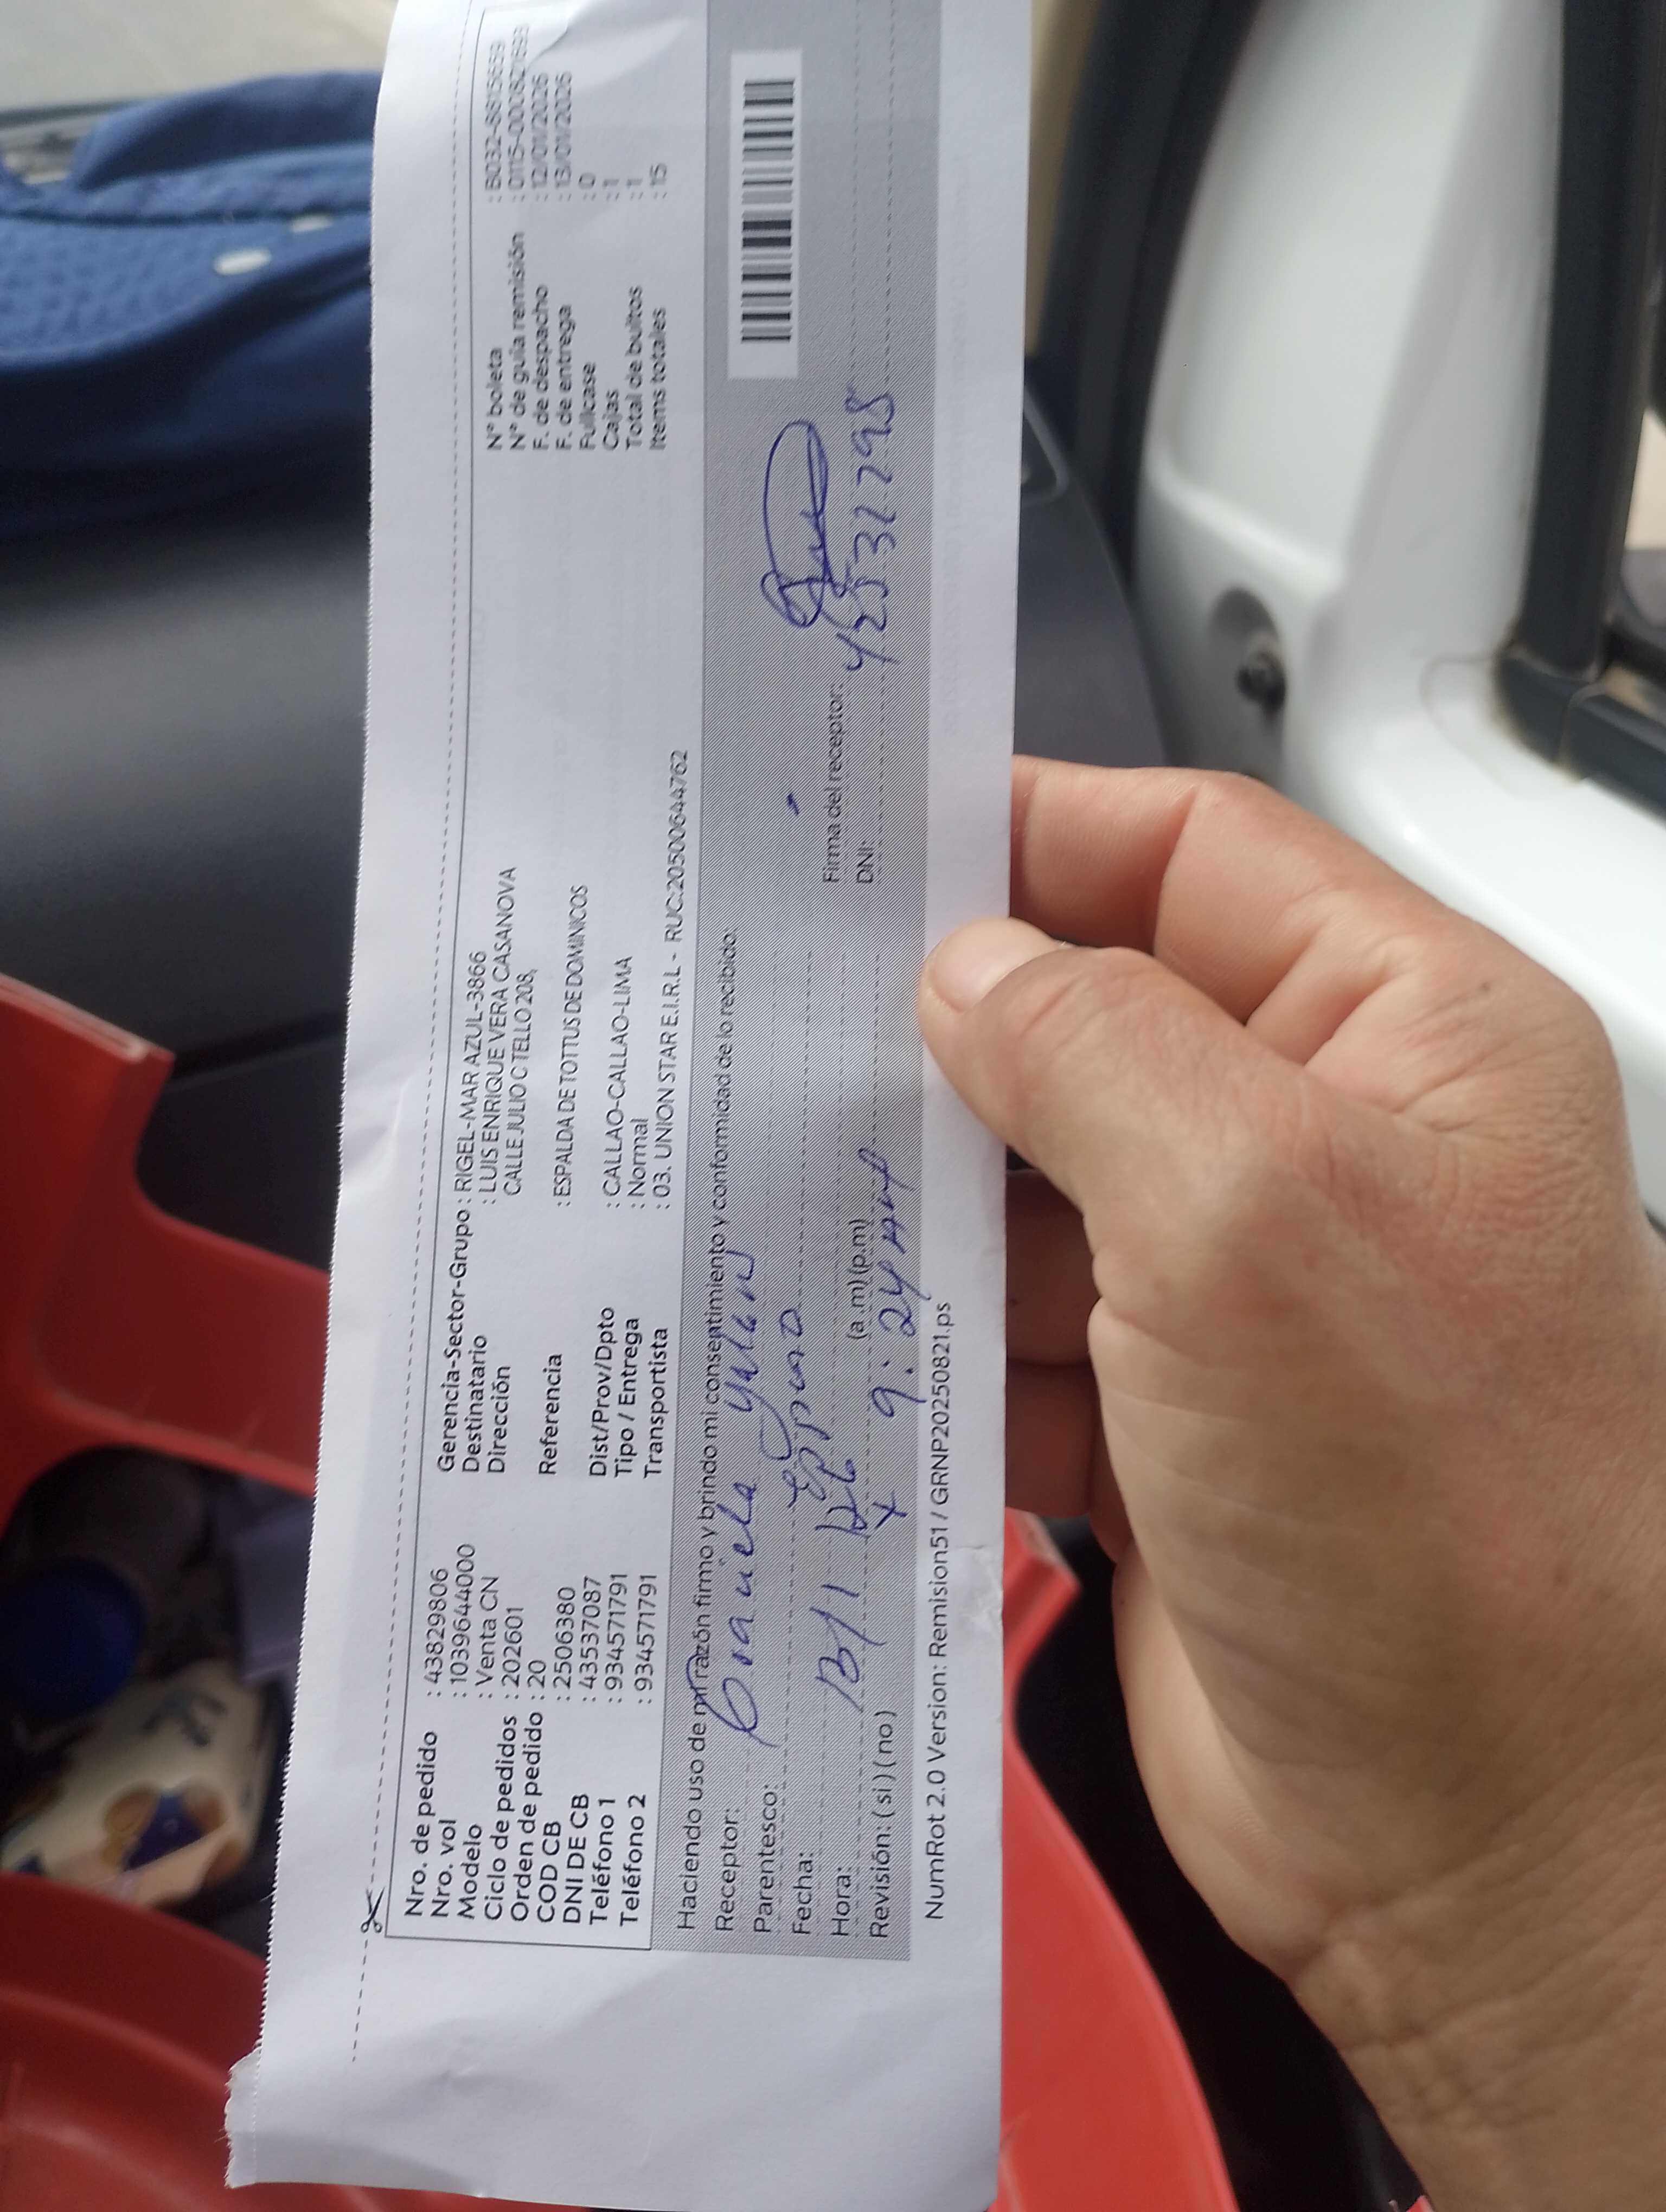 Nro. de pedido : 43829806
Nro. vol : 1039644000
Modelo : Venta CN
Ciclo de pedidos : 202601
Orden de pedido : 20
COD CB : 2506380
DNI DE CB : 43537087
Teléfono 1 : 934571791
Teléfono 2 : 934571791
Gerencia-Sector-Grupo : RIGEL-MAR AZUL-3866
Destinatario : LUIS ENRIQUE VERA CASANOVA
Dirección CALLE JULIO C TELLO 208,
Referencia : ESPALDA DE TOTTUS DE DOMINICOS
Dist/Prov/Dpto : CALLAO-CALLAO-LIMA
Tipo / Entrega : Normal
Transportista : 03. UNION STAR E.I.R.L - RUC:20500644762
N° boleta
N° de guía remisión
F. de despacho : 12/01/2026
F. de entrega : 13/01/2026
Fullcase : 0
Cajas : 1
Total de bultos : 1
Items totales : 15
Haciendo uso de mi razón firmo y brindo mi consentimiento y conformidad de lo recibido:
Receptor:
Parentesco:
Fecha: 13/1/26
Hora: (a .m) (p.m)
9:24
Revisión: ( si ) ( no )
Firma del receptor:
DNI:
NumRot 2.0 Version: Remision51 / GRNP20250821.ps